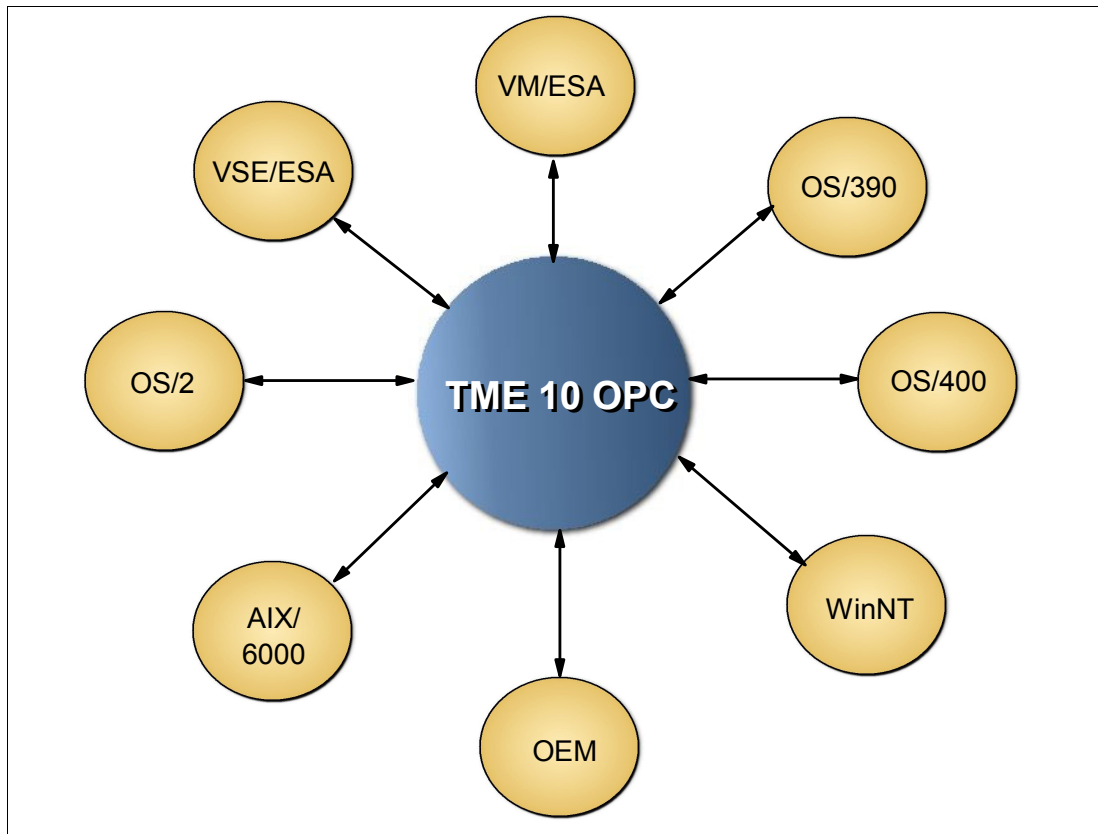 VM/ESA
VSE/ESA
OS/390
OS/2
TME 10 OPC
OS/400
AIX/
6000
WinNT
OEM